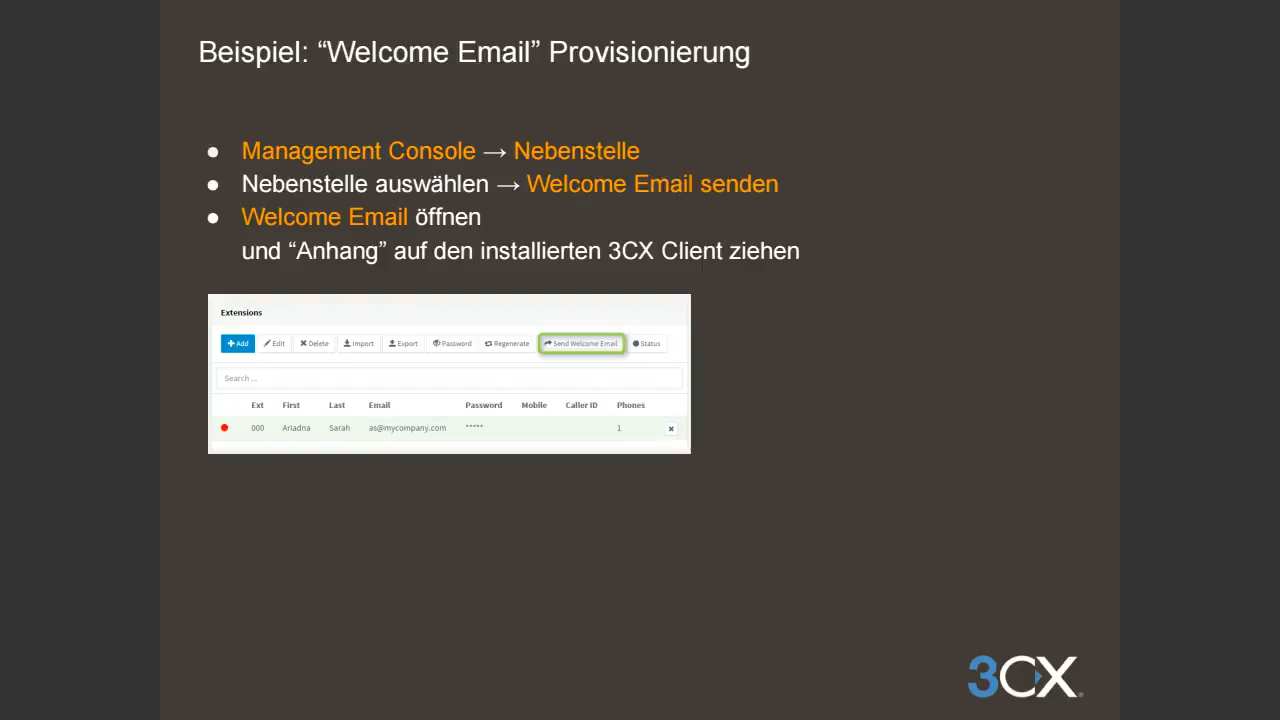 Beispiel: “Welcome Email” Provisionierung
● Management Console → Nebenstelle
● Nebenstelle auswählen → Welcome Email senden
● Welcome Email öffnen
und “Anhang” auf den installierten 3CX Client ziehen
Extensions
Add Edit Delete Import Export Password Regenerate Send Welcome Email Status
Search ...
Ext First Last Email Password Mobile Caller ID Phones
000 Ariadna Sarah as@mycompany.com ***** 1
3CX